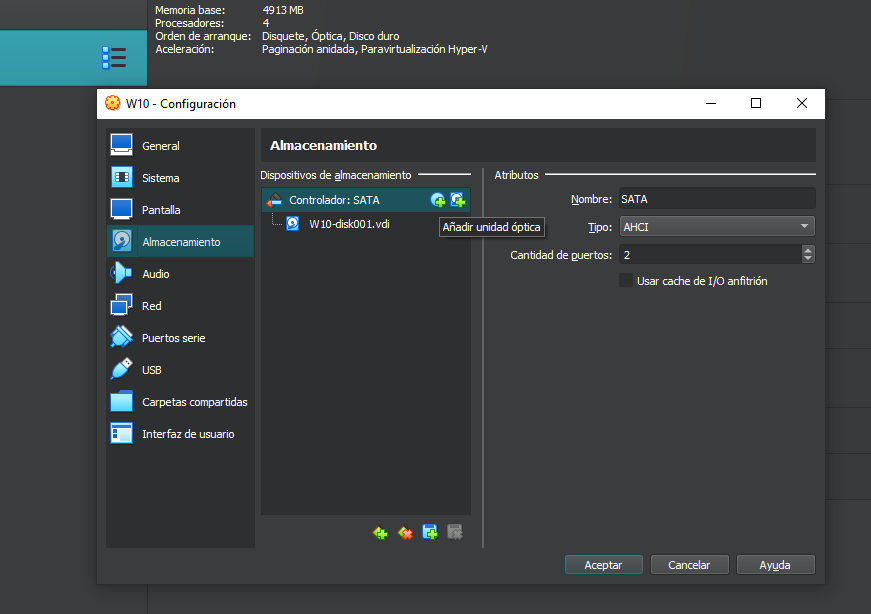 Memoria base: 4913 MB
Procesadores: 4
Orden de arranque: Disquete, Óptica, Disco duro
Aceleración: Paginación anidada, Paravirtualización Hyper-V
W10 - Configuración
General
Sistema
Pantalla
Almacenamiento
Audio
Red
Puertos serie
USB
Carpetas compartidas
Interfaz de usuario
Almacenamiento
Dispositivos de almacenamiento
Controlador: SATA
W10-disk001.vdi
Añadir unidad óptica
Atributos
Nombre: SATA
Tipo: AHCI
Cantidad de puertos: 2
Usar cache de I/O anfitrión
Aceptar
Cancelar
Ayuda